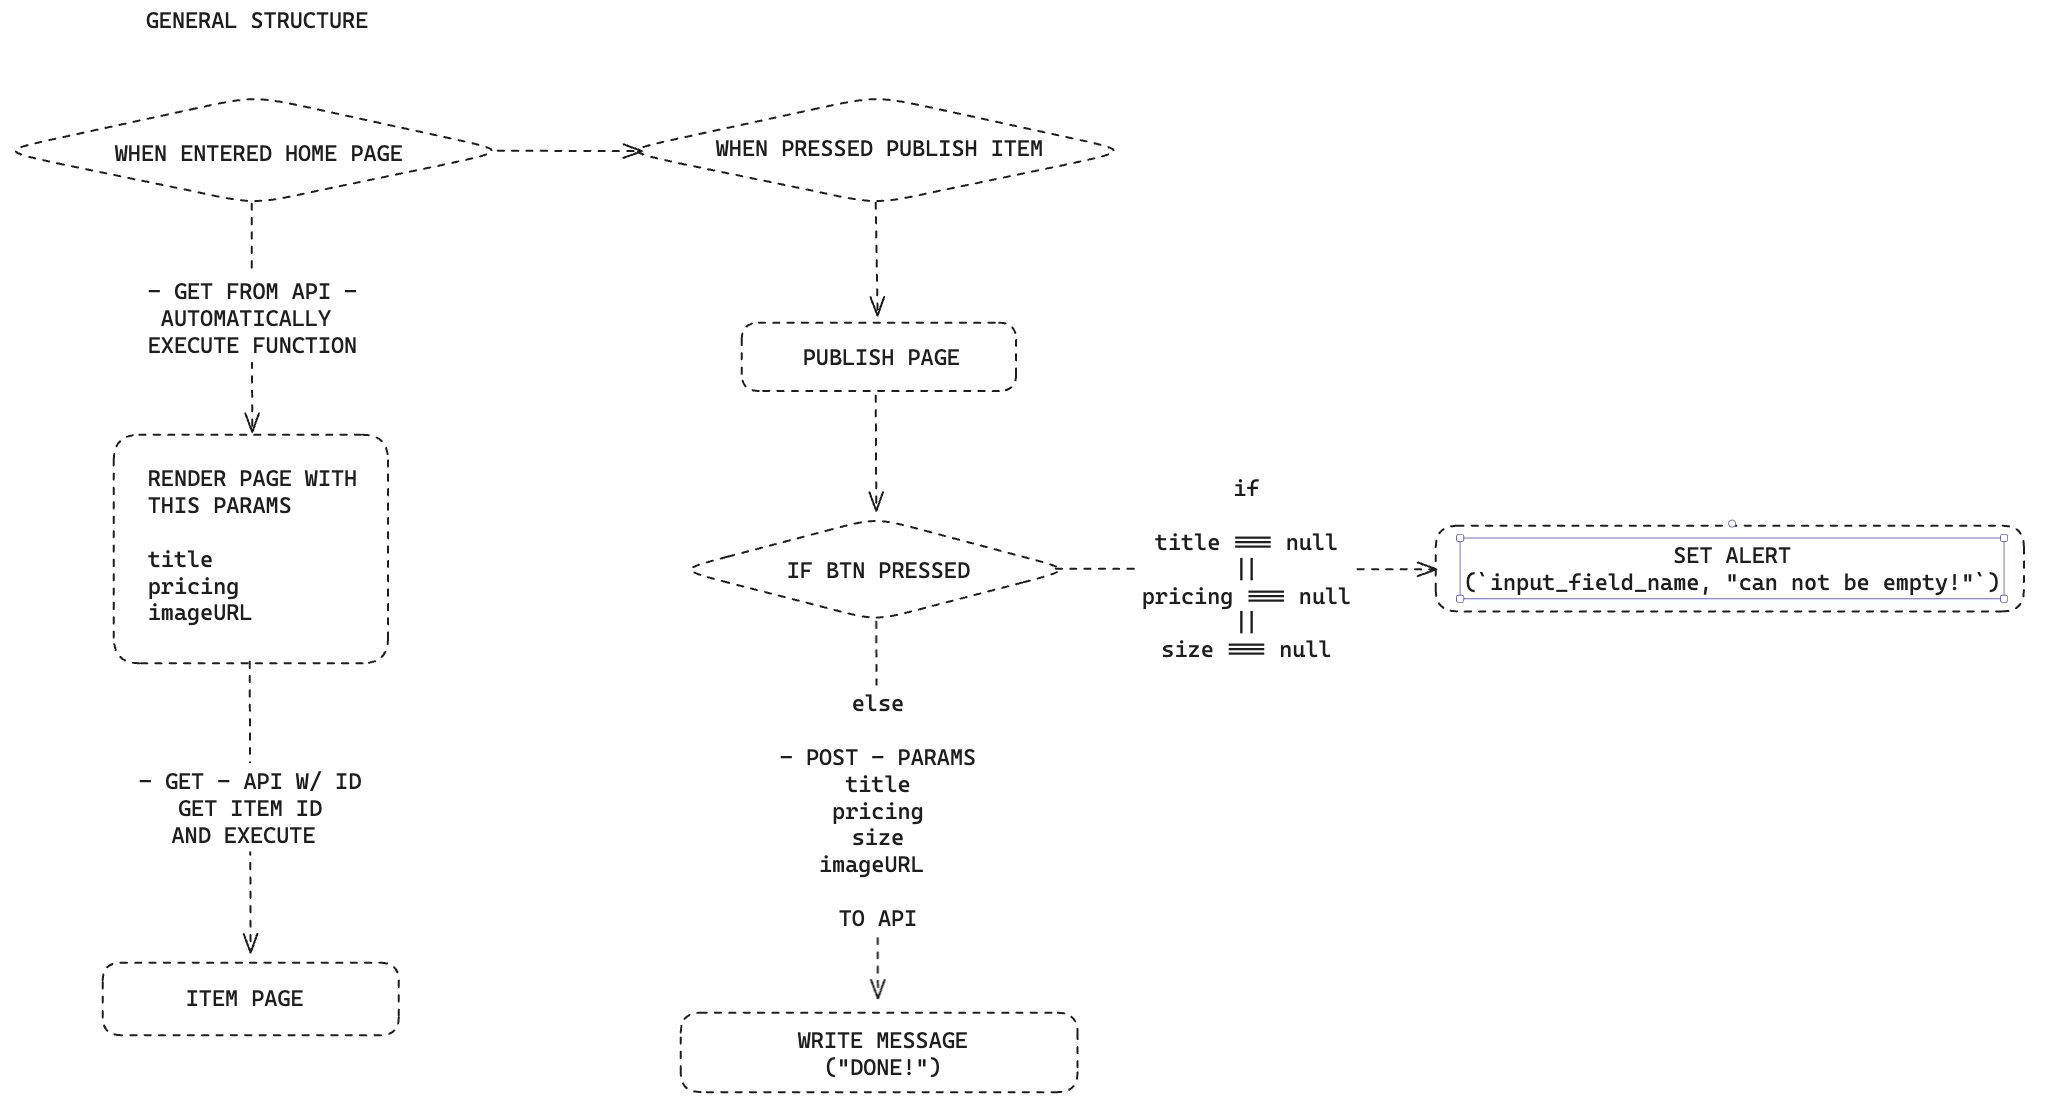 GENERAL STRUCTURE
WHEN ENTERED HOME PAGE
WHEN PRESSED PUBLISH ITEM
- GET FROM API -
AUTOMATICALLY
EXECUTE FUNCTION
RENDER PAGE WITH
THIS PARAMS
title
pricing
imageURL
- GET - API W/ ID
GET ITEM ID
AND EXECUTE
ITEM PAGE
PUBLISH PAGE
IF BTN PRESSED
if
title === null
||
pricing === null
||
size === null
SET ALERT
(`input_field_name, "can not be empty!"`)
else
- POST - PARAMS
title
pricing
size
imageURL
TO API
WRITE MESSAGE
("DONE!")